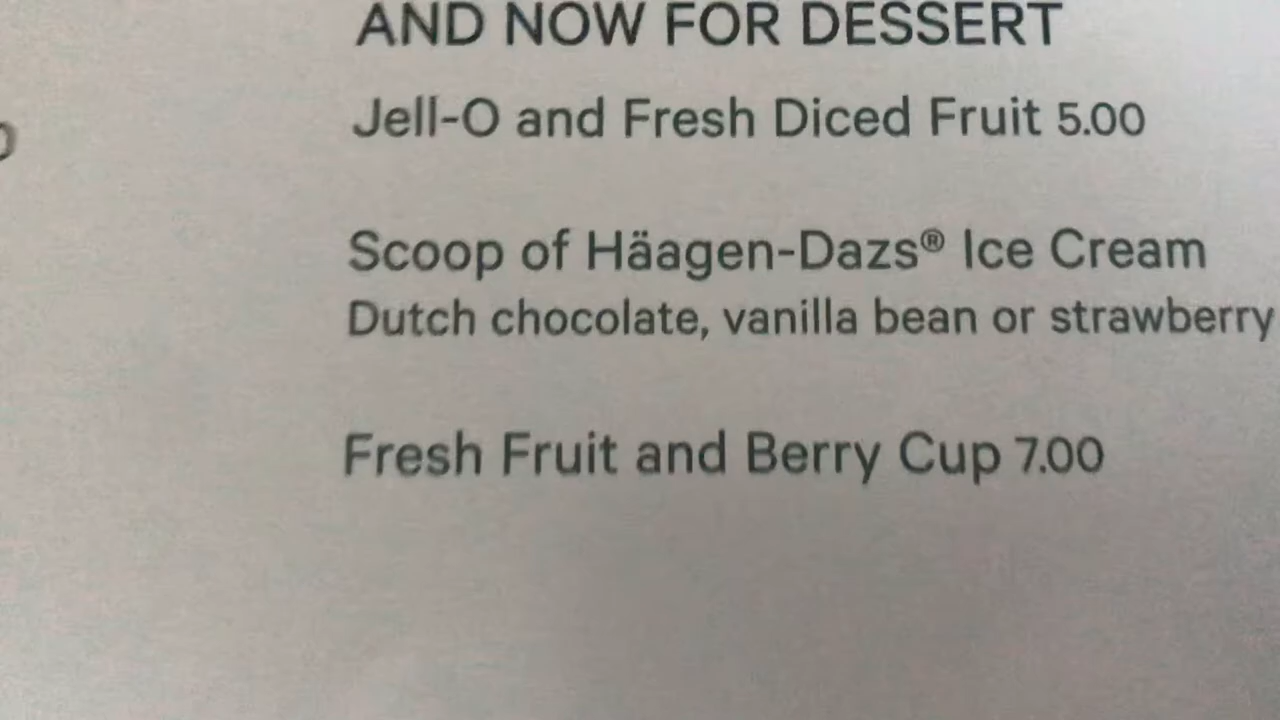 AND NOW FOR DESSERT
Jell-O and Fresh Diced Fruit 5.00
Scoop of Häagen-Dazs® Ice Cream
Dutch chocolate, vanilla bean or strawberry
Fresh Fruit and Berry Cup 7.00